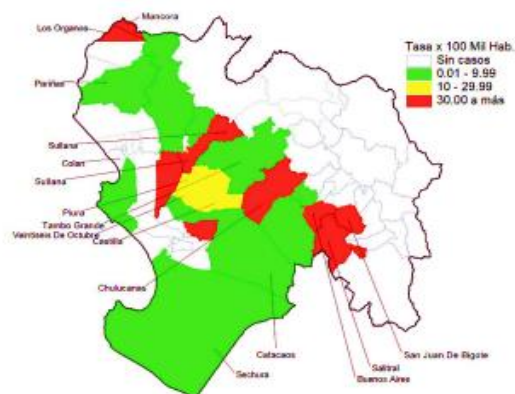 Mancora
Los Organos
Tasa x 100 Mil Hab.
Sin casos
0.01 - 9.99
10 - 29.99
30.00 a más
Pariñas
Sullana
Colan
Sullana
Piura
Tambo Grande
Veintiseis De Octubre
Castilla
Chulucanas
Catacaos
San Juan De Bigote
Salitral
Buenos Aires
Sechura